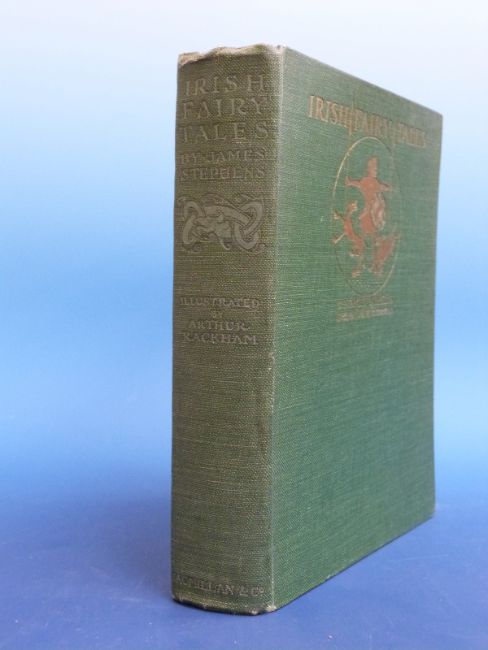 IRISH
FAIRY
TALES
BY JAMES
STEPHENS
ILLUSTRATED
BY
ARTHUR
RACKHAM
MACMILLAN & Co
IRISH FAIRY TALES